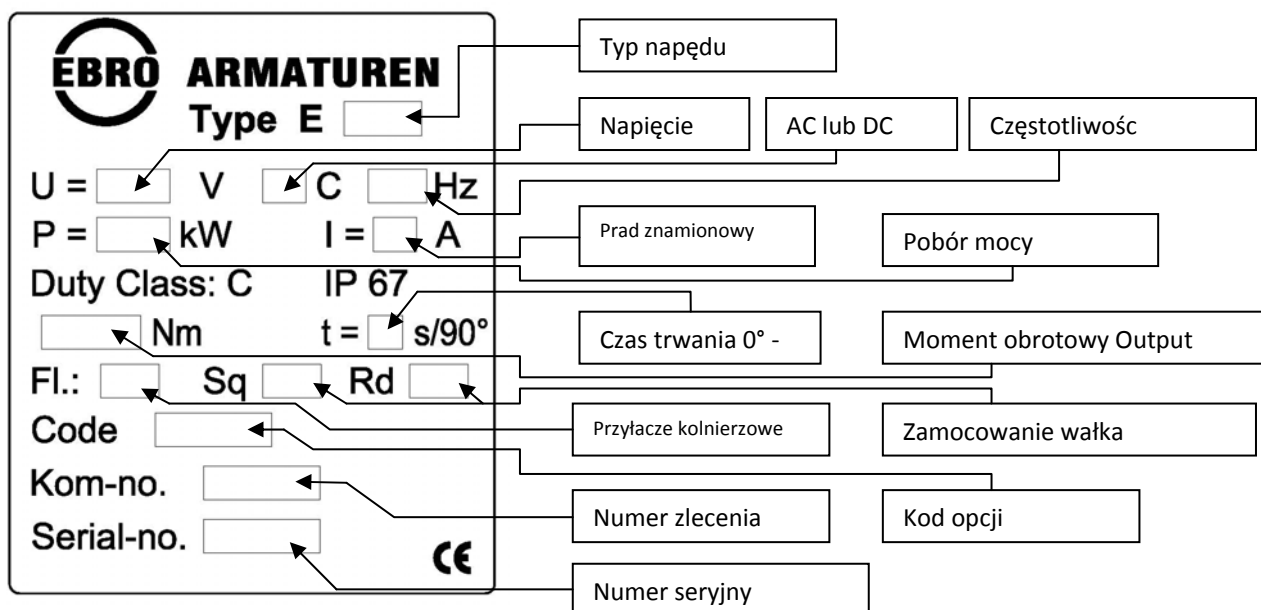 EBRO ARMATUREN
Type E
Typ napędu
Napięcie
AC lub DC
Częstotliwośc
U = V C Hz
P = kW I = A
Prad znamionowy
Pobór mocy
Duty Class: C IP 67
Nm t = s/90°
Czas trwania 0° -
Moment obrotowy Output
Fl.: Sq Rd
Code
Przyłacze kolnierzowe
Zamocowanie wałka
Kom-no.
Numer zlecenia
Kod opcji
Serial-no.
CE
Numer seryjny